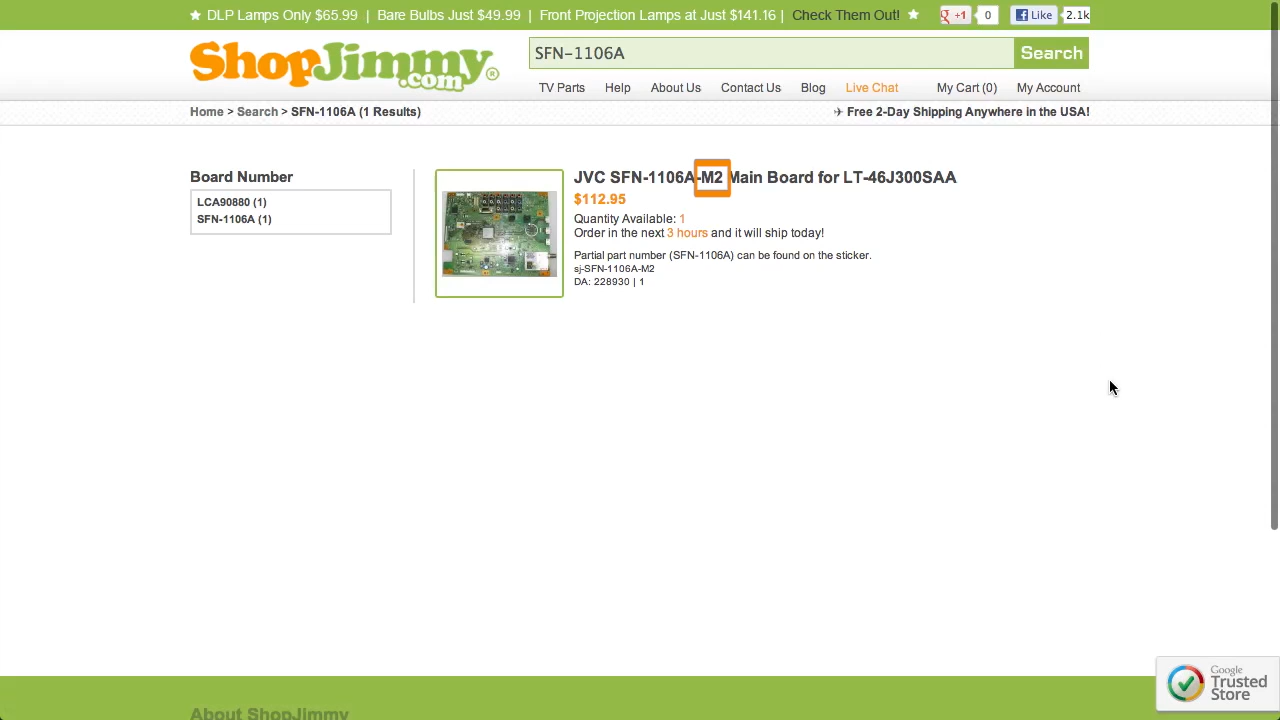 ★ DLP Lamps Only $65.99 | Bare Bulbs Just $49.99 | Front Projection Lamps at Just $141.16 | Check Them Out! ★ g +1 0 Like 2.1k
ShopJimmy.com®
SFN-1106A Search
TV Parts Help About Us Contact Us Blog Live Chat My Cart (0) My Account
Home > Search > SFN-1106A (1 Results) ✈ Free 2-Day Shipping Anywhere in the USA!
Board Number
LCA90880 (1)
SFN-1106A (1)
JVC SFN-1106A-M2 Main Board for LT-46J300SAA
$112.95
Quantity Available: 1
Order in the next 3 hours and it will ship today!
Partial part number (SFN-1106A) can be found on the sticker.
sj-SFN-1106A-M2
DA: 228930 | 1
Google
Trusted
Store
About ShopJimmy